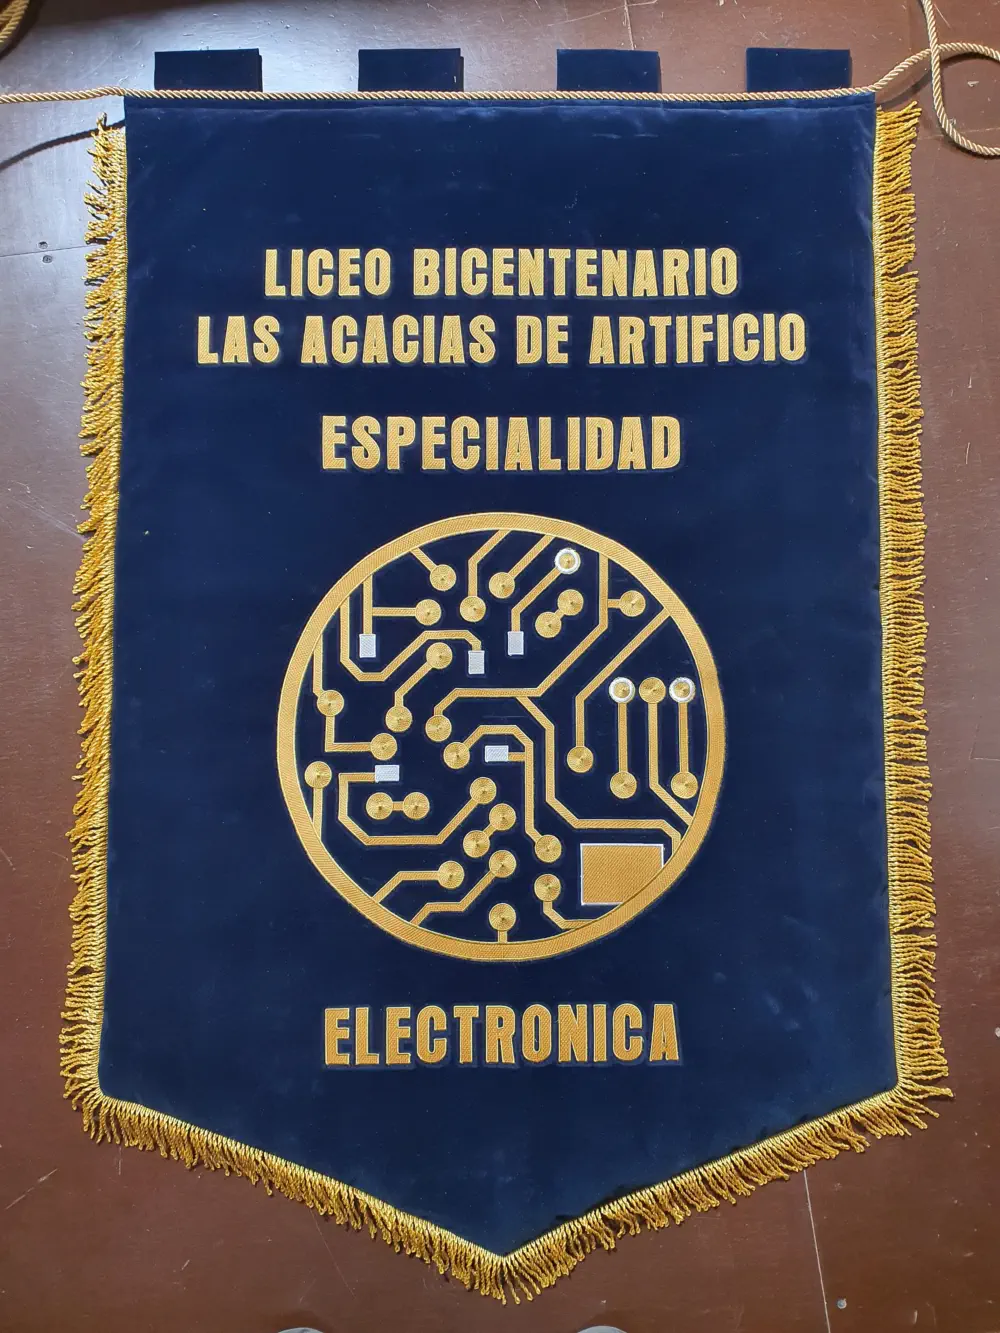 LICEO BICENTENARIO
LAS ACACIAS DE ARTIFICIO
ESPECIALIDAD
ELECTRONICA